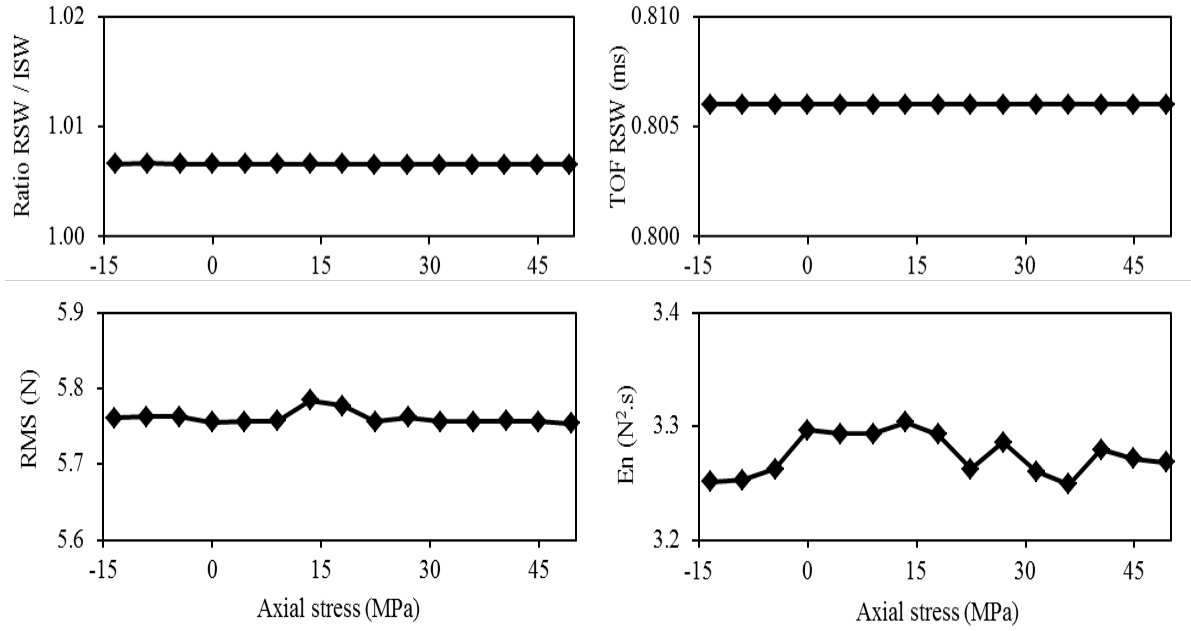 1.02
1.01
1.00
Ratio RSW / ISW
-15 0 15 30 45
0.810
0.805
0.800
TOF RSW (ms)
-15 0 15 30 45
5.9
5.8
5.7
5.6
RMS (N)
-15 0 15 30 45
Axial stress (MPa)
3.4
3.3
3.2
En (N².s)
-15 0 15 30 45
Axial stress (MPa)